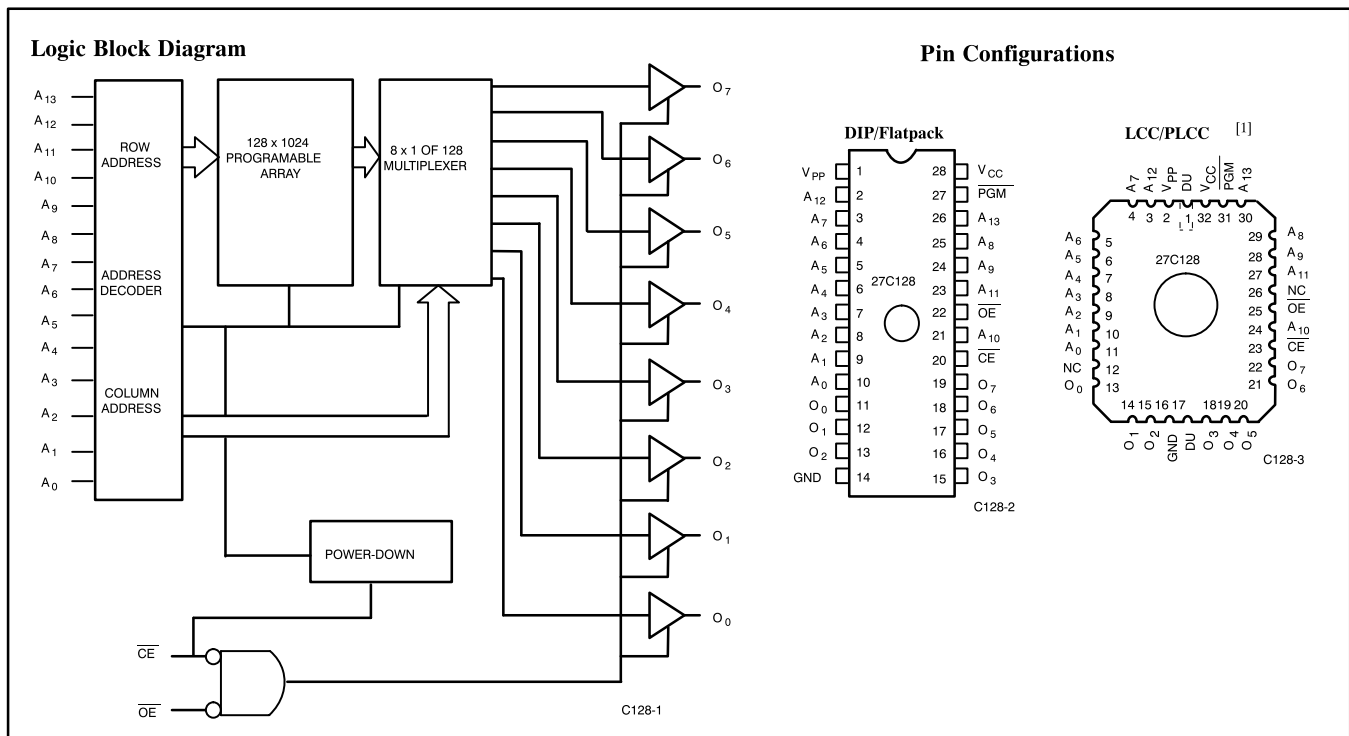 Logic Block Diagram
A13
A12
A11
A10
A9
A8
A7
A6
A5
A4
A3
A2
A1
A0
ROW
ADDRESS
ADDRESS
DECODER
COLUMN
ADDRESS
128 x 1024
PROGRAMABLE
ARRAY
8 x 1 OF 128
MULTIPLEXER
POWER-DOWN
CE
OE
O7
O6
O5
O4
O3
O2
O1
O0
C128-1
Pin Configurations
DIP/Flatpack
VPP 1 28 VCC
A12 2 27 PGM
A7 3 26 A13
A6 4 25 A8
A5 5 24 A9
A4 6 23 A11
A3 7 22 OE
A2 8 21 A10
A1 9 20 CE
A0 10 19 O7
O0 11 18 O6
O1 12 17 O5
O2 13 16 O4
GND 14 15 O3
27C128
C128-2
LCC/PLCC [1]
A7 A12 VPP DU VCC PGM A13
4 3 2 1 32 31 30
A6 5 29 A8
A5 6 28 A9
A4 7 27 A11
A3 8 26 NC
A2 9 25 OE
A1 10 24 A10
A0 11 23 CE
NC 12 22 O7
O0 13 21 O6
27C128
14 15 16 17 18 19 20
O1 O2 GND DU O3 O4 O5
C128-3